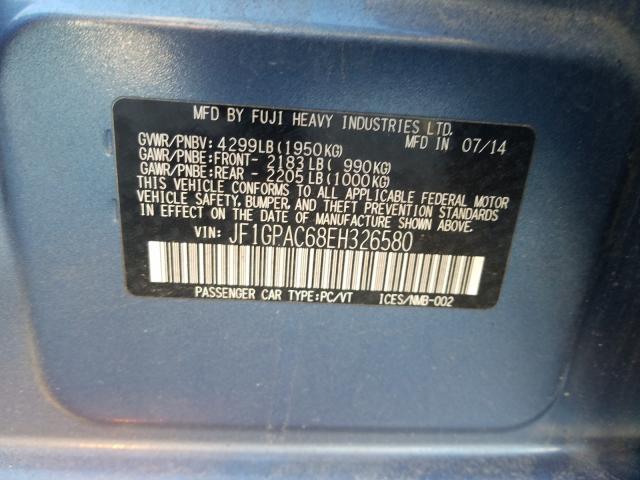 MFD BY FUJI HEAVY INDUSTRIES LTD.
MFD IN 07/14
GVWR/PNBV: 4299LB(1950KG)
GAWR/PNBE:FRONT- 2183LB( 990KG)
GAWR/PNBE:REAR - 2205LB(1000KG)
THIS VEHICLE CONFORMS TO ALL APPLICABLE FEDERAL MOTOR
VEHICLE SAFETY, BUMPER, AND THEFT PREVENTION STANDARDS
IN EFFECT ON THE DATE OF MANUFACTURE SHOWN ABOVE.
VIN: JF1GPAC68EH326580
PASSENGER CAR TYPE:PC/VT ICES/NMB-002